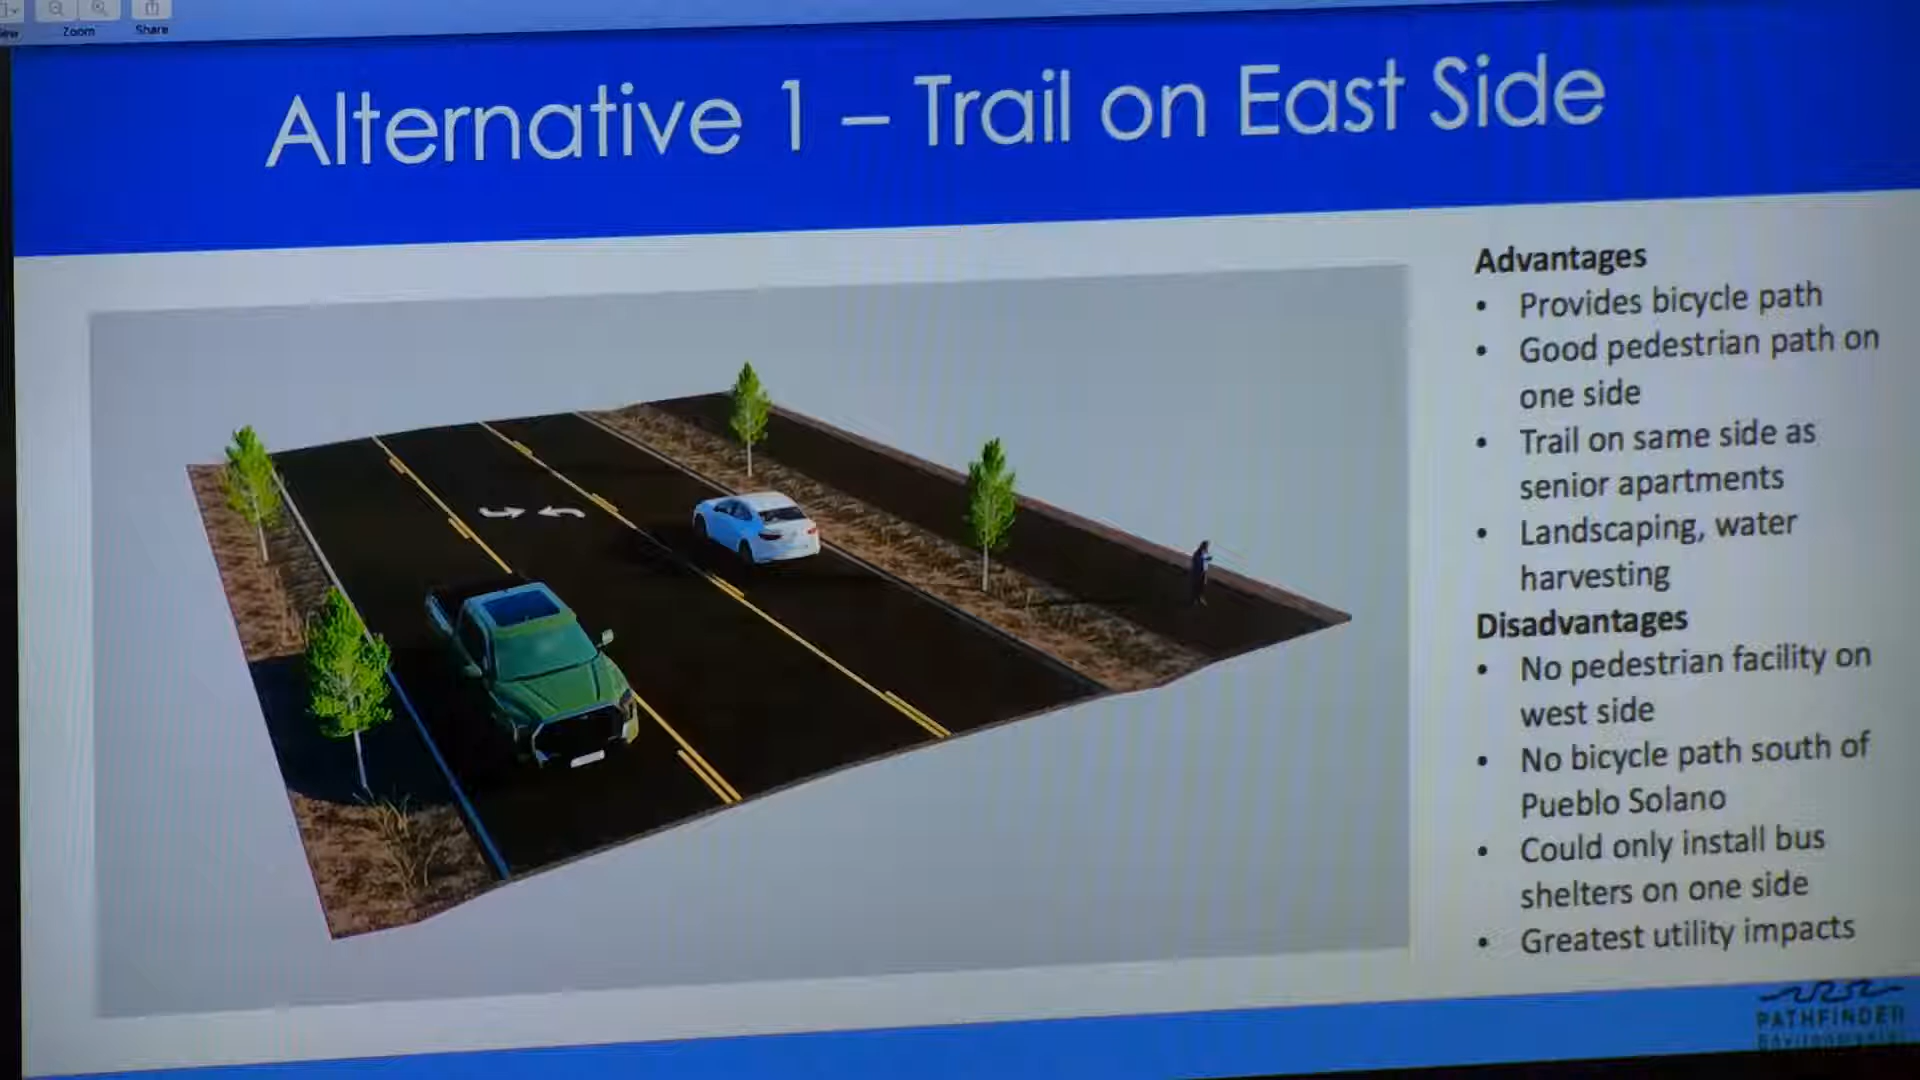 Zoom
Share
Alternative 1 – Trail on East Side
Advantages
• Provides bicycle path
• Good pedestrian path on
one side
• Trail on same side as
senior apartments
• Landscaping, water
harvesting
Disadvantages
• No pedestrian facility on
west side
• No bicycle path south of
Pueblo Solano
• Could only install bus
shelters on one side
• Greatest utility impacts
PATHFINDER